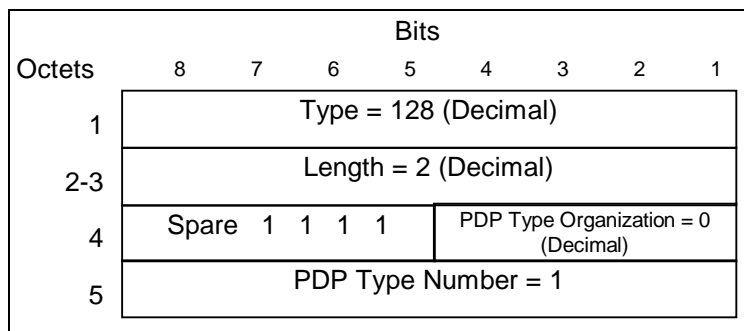 Bits
Octets 8 7 6 5 4 3 2 1
1 Type = 128 (Decimal)
2-3 Length = 2 (Decimal)
4 Spare 1 1 1 1 PDP Type Organization = 0
(Decimal)
5 PDP Type Number = 1